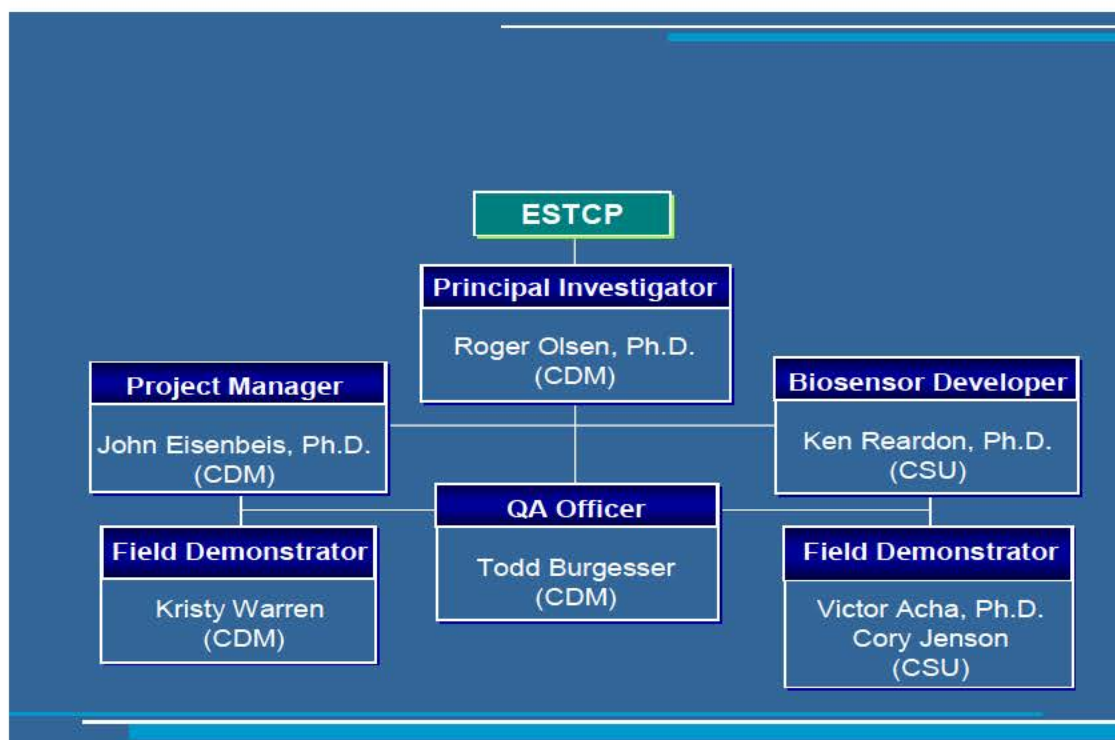 ESTCP
Principal Investigator
Roger Olsen, Ph.D.
(CDM)
Project Manager
John Eisenbeis, Ph.D.
(CDM)
Biosensor Developer
Ken Reardon, Ph.D.
(CSU)
QA Officer
Todd Burgesser
(CDM)
Field Demonstrator
Kristy Warren
(CDM)
Field Demonstrator
Victor Acha, Ph.D.
Cory Jenson
(CSU)